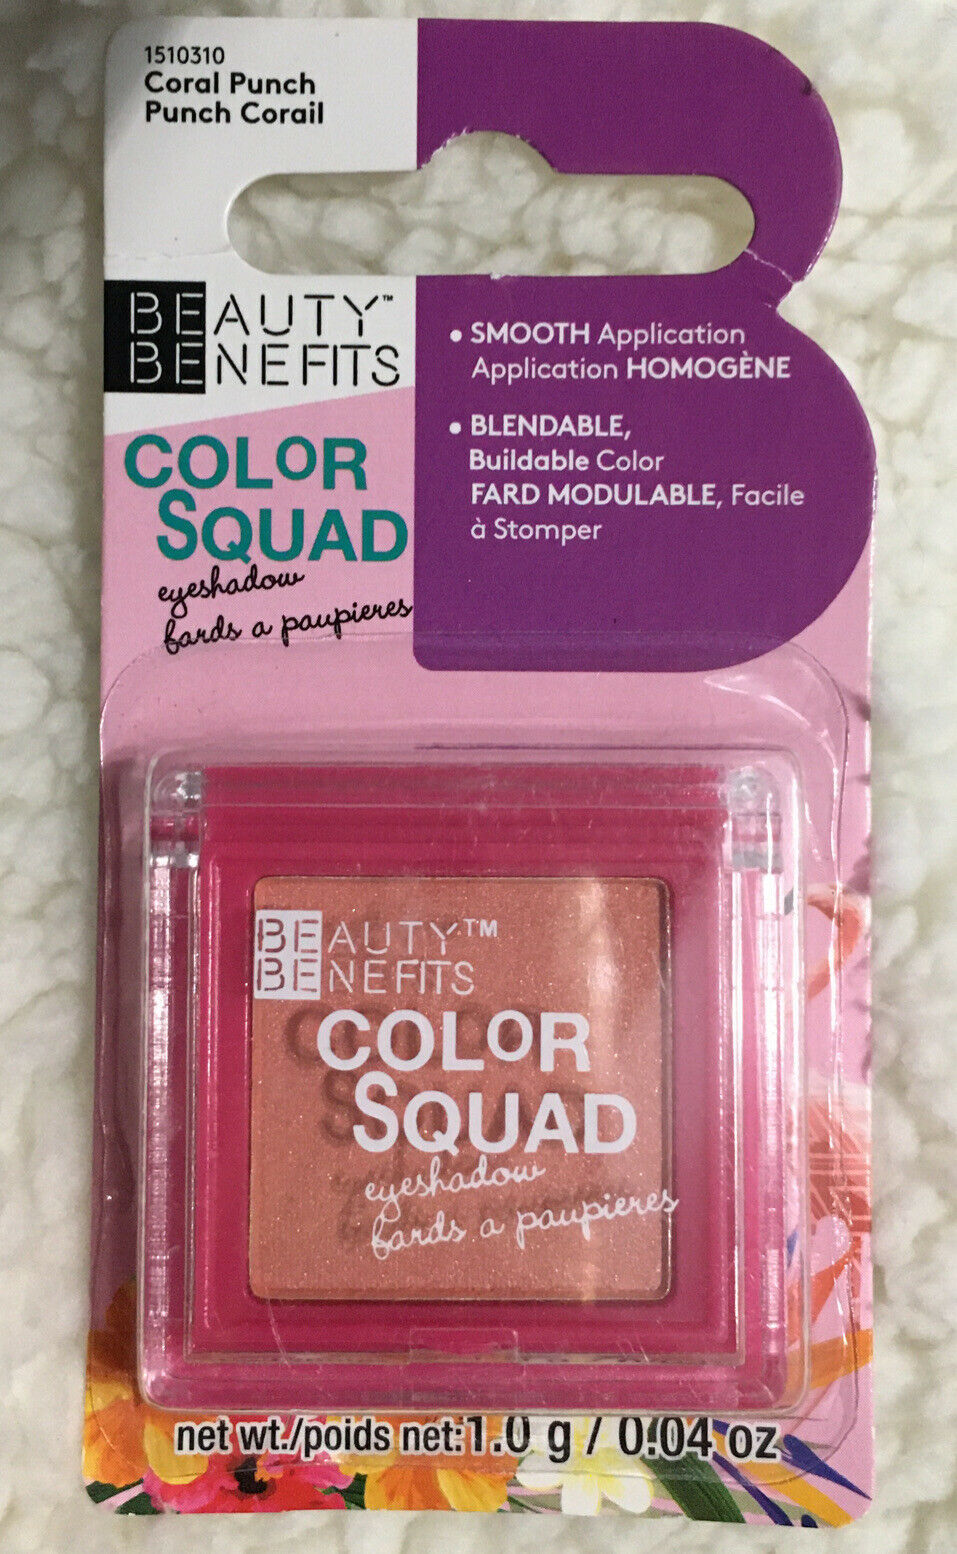 1510310
Coral Punch
Punch Corail
BEAUTY™
BENEFITS
• SMOOTH Application
Application HOMOGÈNE
• BLENDABLE,
Buildable Color
FARD MODULABLE, Facile
à Stomper
COLOR
SQUAD
eyeshadow
fards a paupieres
BEAUTY™
BENEFITS
COLOR
SQUAD
eyeshadow
fards a paupieres
net wt./poids net:1.0 g / 0.04 oz